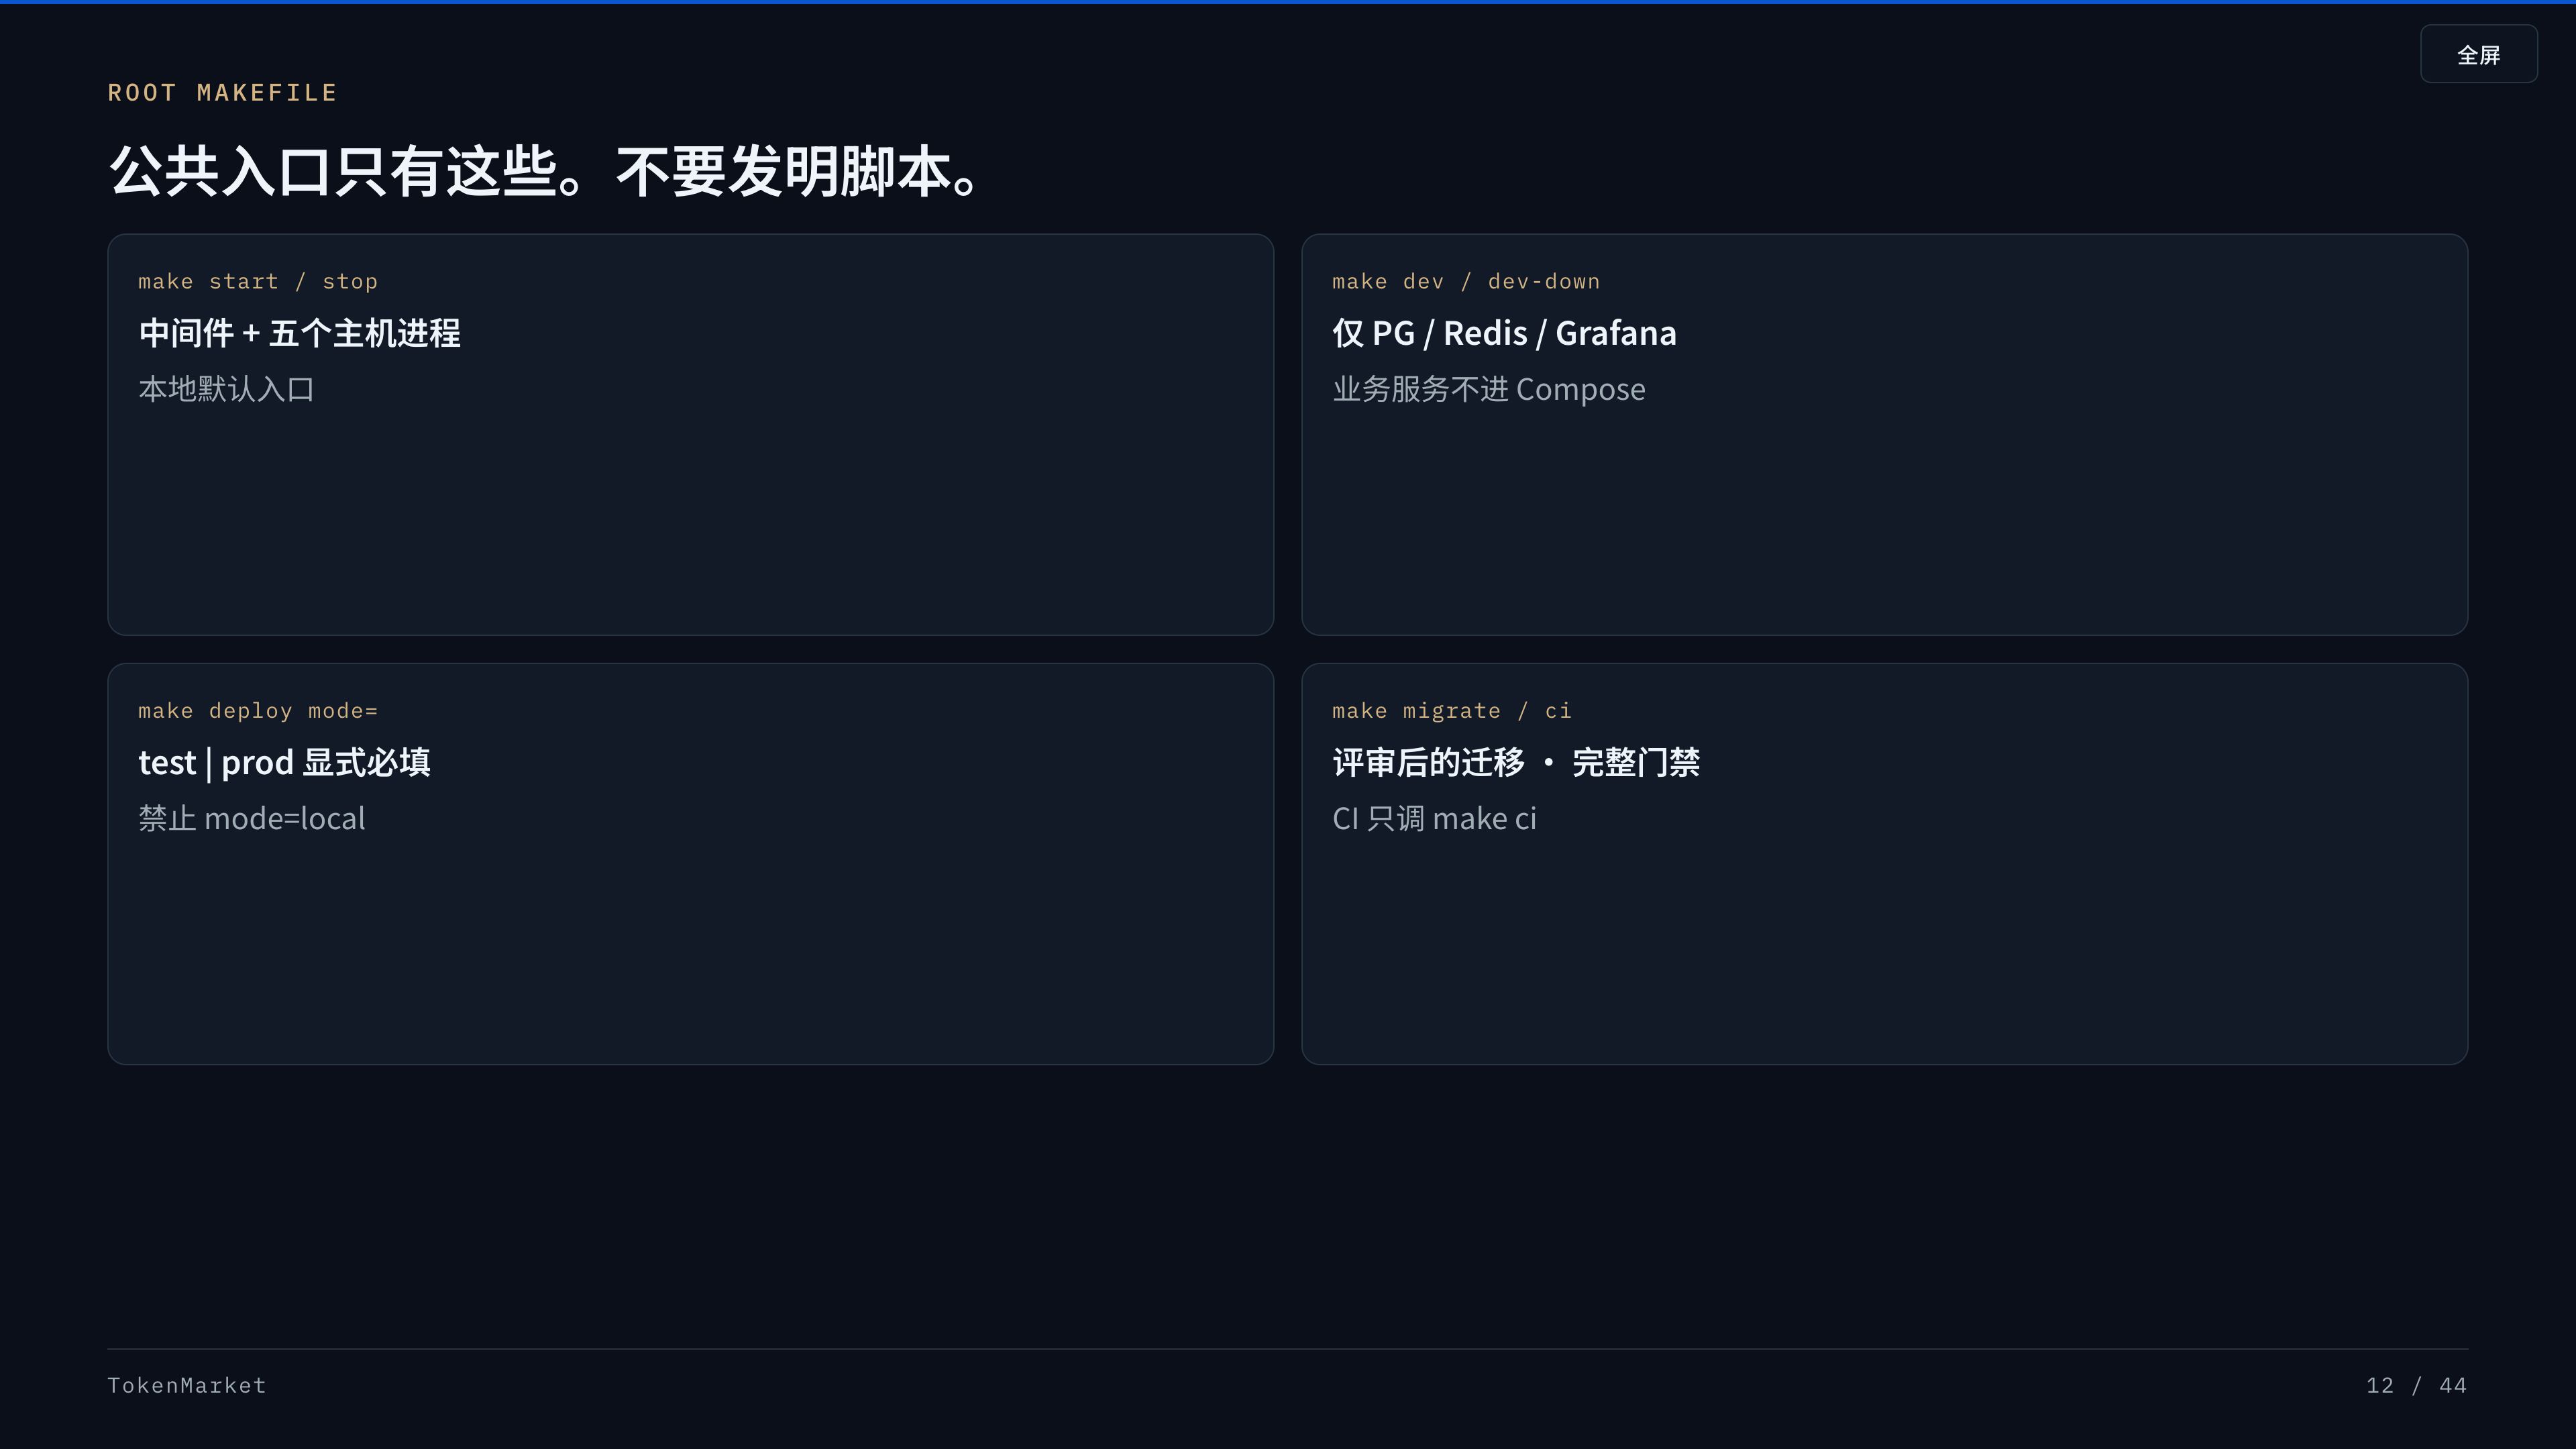 全屏
ROOT MAKEFILE
公共入口只有这些。不要发明脚本。
make start / stop
中间件 + 五个主机进程
本地默认入口
make dev / dev-down
仅 PG / Redis / Grafana
业务服务不进 Compose
make deploy mode=
test | prod 显式必填
禁止 mode=local
make migrate / ci
评审后的迁移 · 完整门禁
CI 只调 make ci
TokenMarket
12 / 44